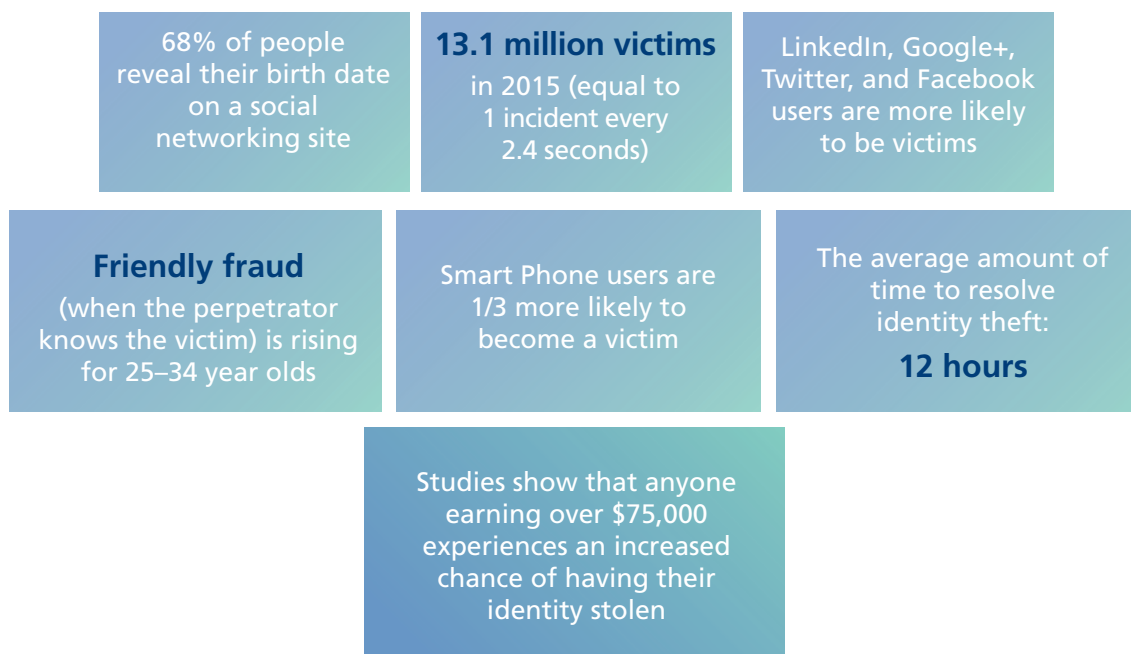 68% of people
reveal their birth date
on a social
networking site
13.1 million victims
in 2015 (equal to
1 incident every
2.4 seconds)
LinkedIn, Google+,
Twitter, and Facebook
users are more likely
to be victims
Friendly fraud
(when the perpetrator
knows the victim) is rising
for 25–34 year olds
Smart Phone users are
1/3 more likely to
become a victim
The average amount of
time to resolve
identity theft:
12 hours
Studies show that anyone
earning over $75,000
experiences an increased
chance of having their
identity stolen